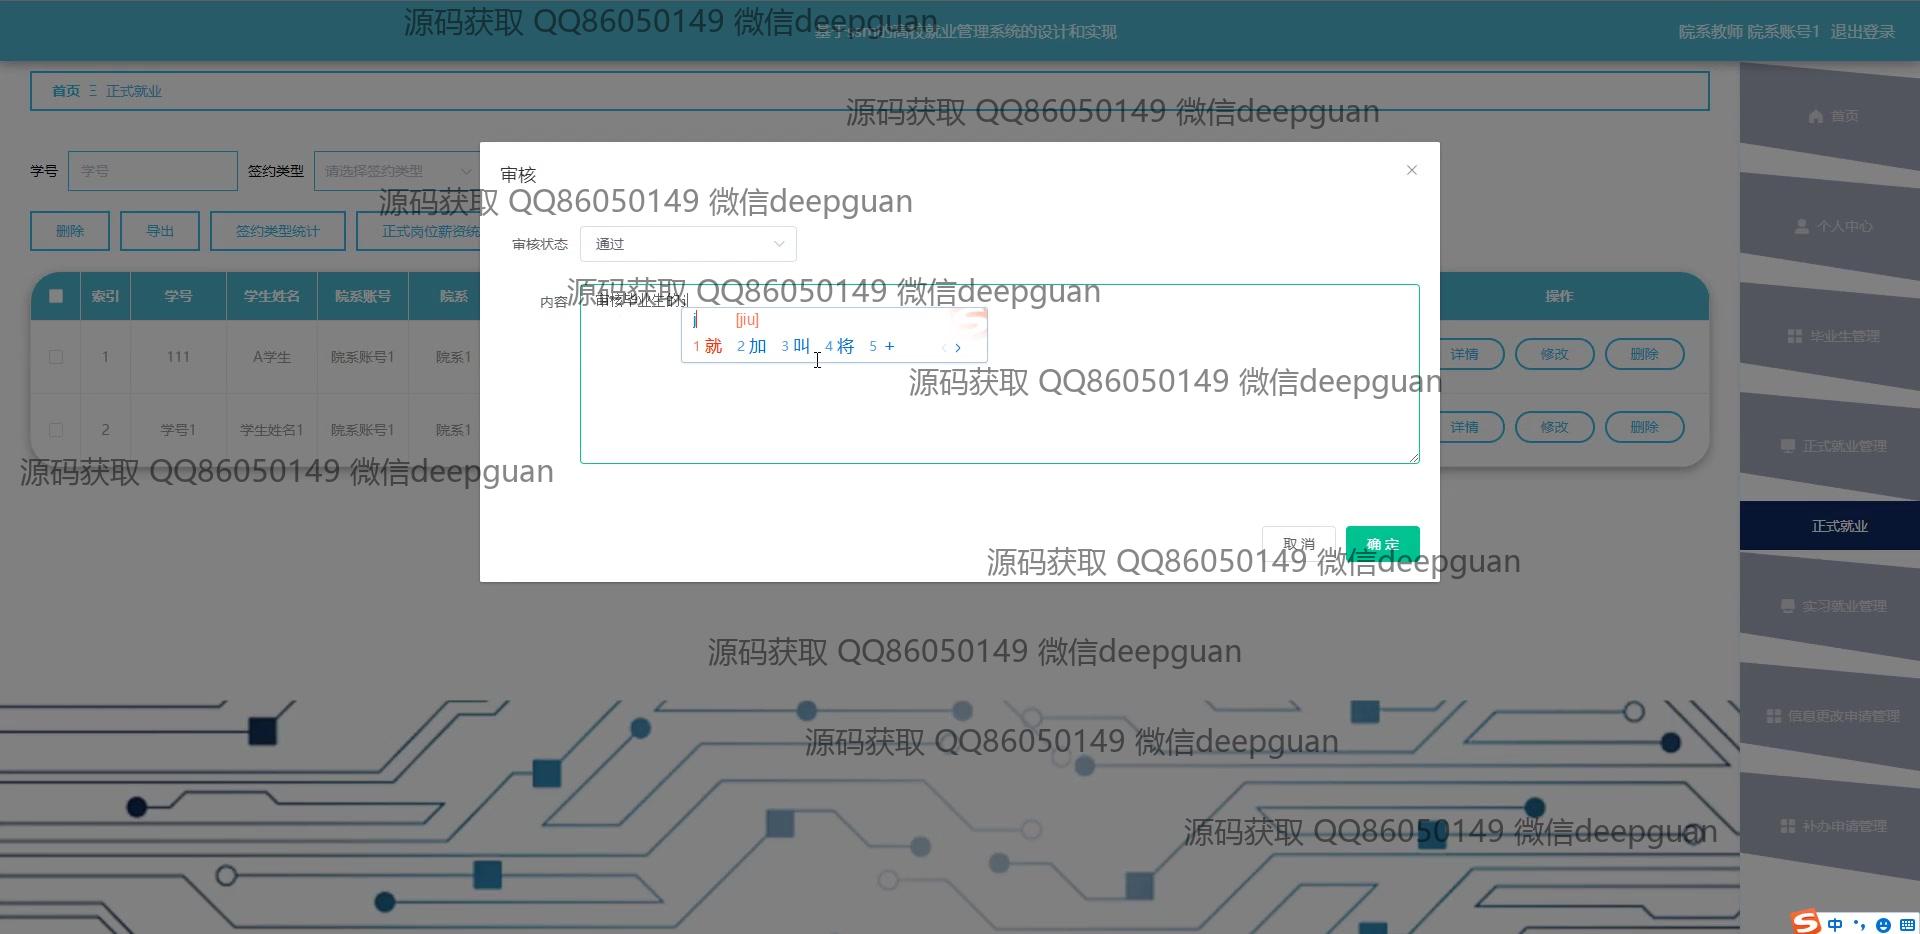 源码获取 QQ86050149 微信deepguan
基于ssm的高校就业管理系统的设计和实现
院系教师 院系账号1 退出登录
首页 Ξ 正式就业
源码获取 QQ86050149 微信deepguan
首页
审核
学号 学号 签约类型 请选择签约类型
源码获取 QQ86050149 微信deepguan
个人中心
删除 导出 签约类型统计 正式岗位薪资统
审核状态 通过
源码获取 QQ86050149 微信deepguan
索引 学号 学生姓名 院系账号 院系 操作
内容 审核毕业生的j
j [jiu]
1 就 2 加 3 叫 4 将 5 +
毕业生管理
1 111 A学生 院系账号1 院系1 详情 修改 删除
源码获取 QQ86050149 微信deepguan
2 学号1 学生姓名1 院系账号1 院系1 详情 修改 删除
正式就业管理
源码获取 QQ86050149 微信deepguan
正式就业
取消 确定
源码获取 QQ86050149 微信deepguan
实习就业管理
源码获取 QQ86050149 微信deepguan
信息更改申请管理
源码获取 QQ86050149 微信deepguan
补办申请管理
源码获取 QQ86050149 微信deepguan
S 中